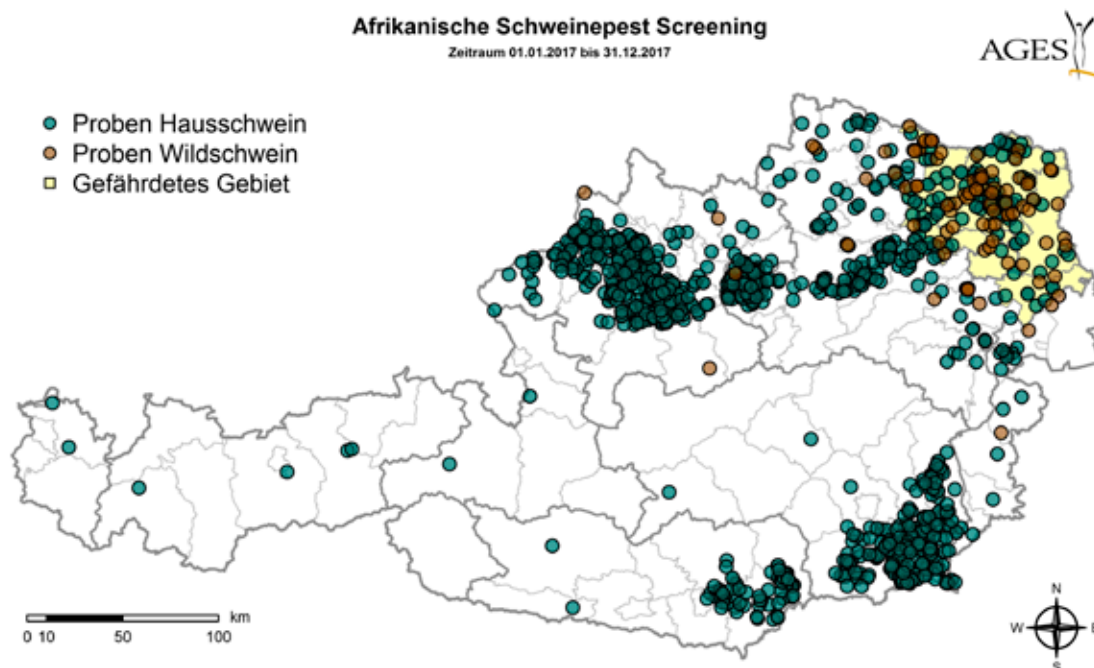 Afrikanische Schweinepest Screening
Zeitraum 01.01.2017 bis 31.12.2017
AGES
Proben Hausschwein
Proben Wildschwein
Gefährdetes Gebiet
km
0 10 50 100
N
W E
S